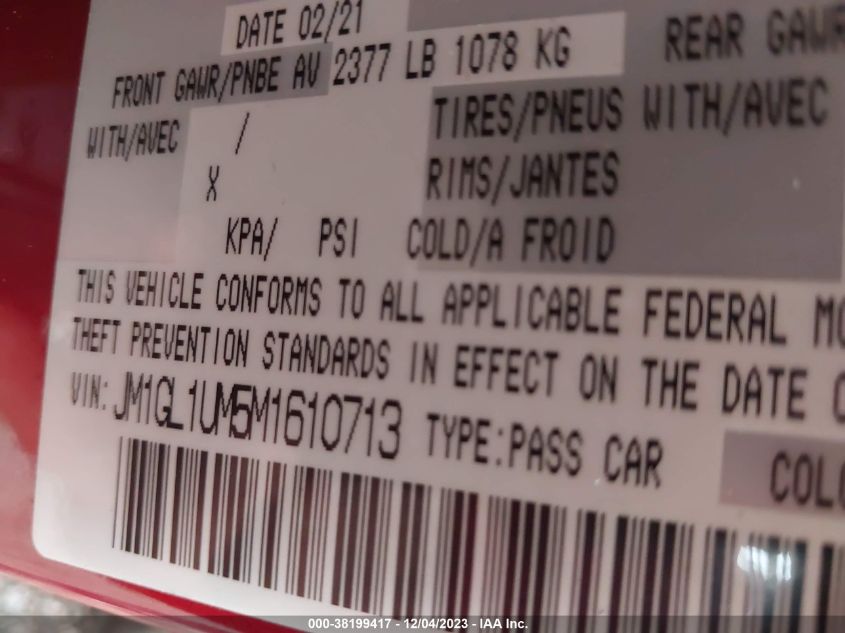 DATE 02/21
FRONT GAWR/PNBE AV 2377 LB 1078 KG REAR GAWR
WITH/AVEC / TIRES/PNEUS WITH/AVEC
X RIMS/JANTES
KPA/ PSI COLD/A FROID
THIS VEHICLE CONFORMS TO ALL APPLICABLE FEDERAL MO
THEFT PREVENTION STANDARDS IN EFFECT ON THE DATE O
VIN: JM1GL1UM5M1610713 TYPE:PASS CAR COLO
000-38199417 - 12/04/2023 - IAA Inc.